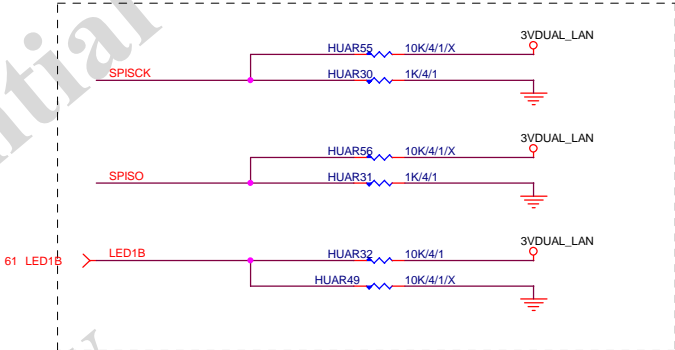 3VDUAL_LAN
HUAR55 10K/4/1/X
SPISCK HUAR30 1K/4/1
3VDUAL_LAN
HUAR56 10K/4/1/X
SPISO HUAR31 1K/4/1
3VDUAL_LAN
61 LED1B LED1B HUAR32 10K/4/1
HUAR49 10K/4/1/X